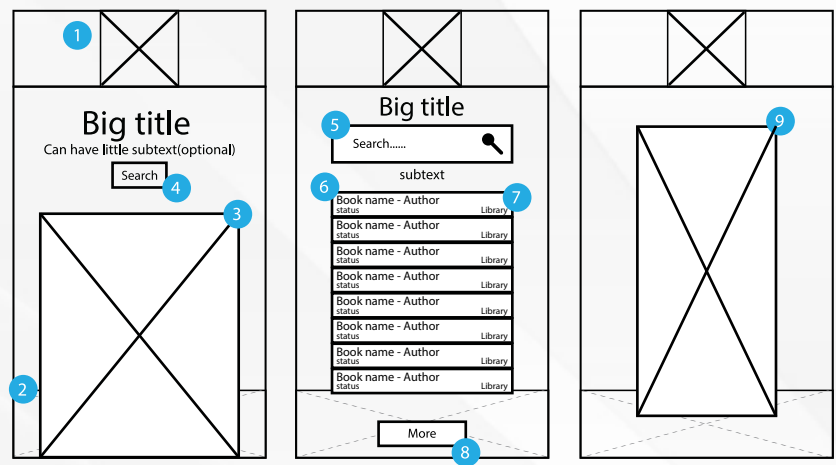 1
Big title
Can have little subtext(optional)
Search
4
3
2
Big title
5
Search......
subtext
6
7
Book name - Author
status Library
Book name - Author
status Library
Book name - Author
status Library
Book name - Author
status Library
Book name - Author
status Library
Book name - Author
status Library
Book name - Author
status Library
Book name - Author
status Library
More
8
9